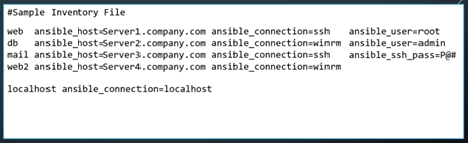 #Sample Inventory File
web ansible_host=Server1.company.com ansible_connection=ssh ansible_user=root
db ansible_host=Server2.company.com ansible_connection=winrm ansible_user=admin
mail ansible_host=Server3.company.com ansible_connection=ssh ansible_ssh_pass=P@#
web2 ansible_host=Server4.company.com ansible_connection=winrm
localhost ansible_connection=localhost